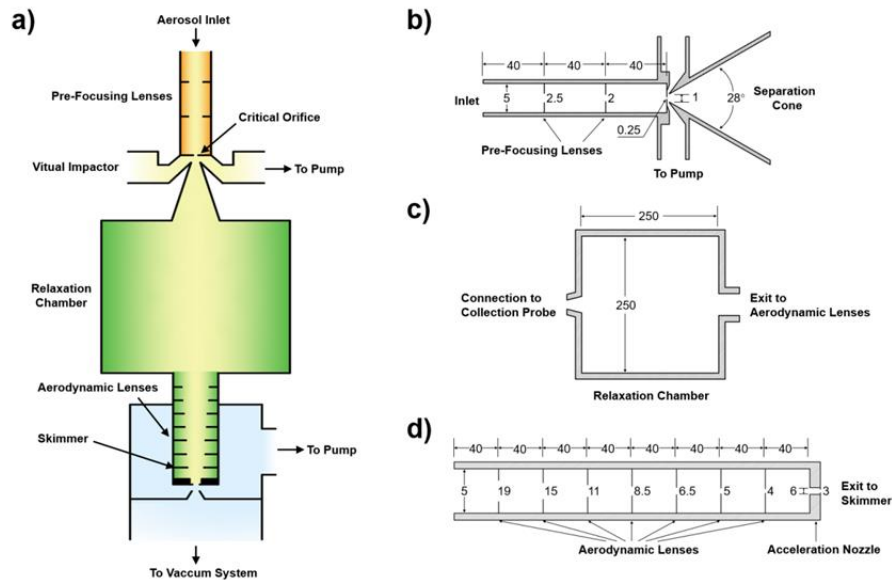 a)
Aerosol Inlet
Pre-Focusing Lenses
Critical Orifice
Vitual Impactor
To Pump
Relaxation
Chamber
Aerodynamic Lenses
Skimmer
To Pump
To Vaccum System
b)
40 40 40
Inlet
5 2.5 2 1 28°
0.25
Separation
Cone
Pre-Focusing Lenses
To Pump
c)
250
250
Connection to
Collection Probe
Exit to
Aerodynamic Lenses
Relaxation Chamber
d)
40 40 40 40 40 40 40 40
5 19 15 11 8.5 6.5 5 4 6 3
Exit to
Skimmer
Aerodynamic Lenses
Acceleration Nozzle